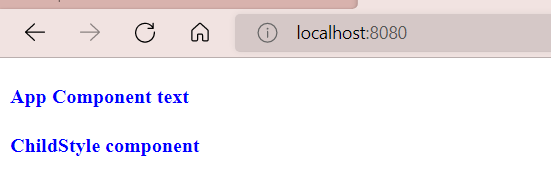 localhost:8080
App Component text
ChildStyle component